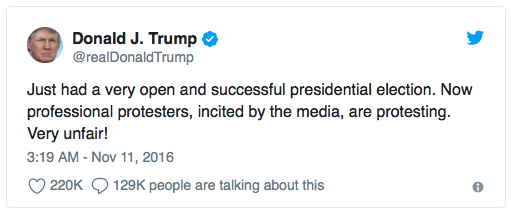 Donald J. Trump
@realDonaldTrump
Just had a very open and successful presidential election. Now
professional protesters, incited by the media, are protesting.
Very unfair!
3:19 AM - Nov 11, 2016
220K 129K people are talking about this